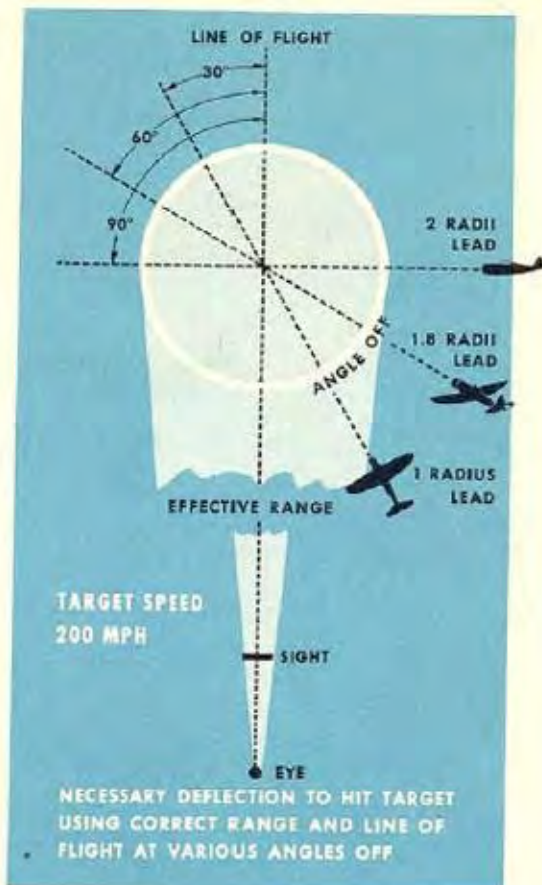 LINE OF FLIGHT
30°
60°
90°
2 RADII
LEAD
1.8 RADII
LEAD
ANGLE OFF
1 RADIUS
LEAD
EFFECTIVE RANGE
TARGET SPEED
200 MPH
SIGHT
EYE
NECESSARY DEFLECTION TO HIT TARGET
USING CORRECT RANGE AND LINE OF
FLIGHT AT VARIOUS ANGLES OFF